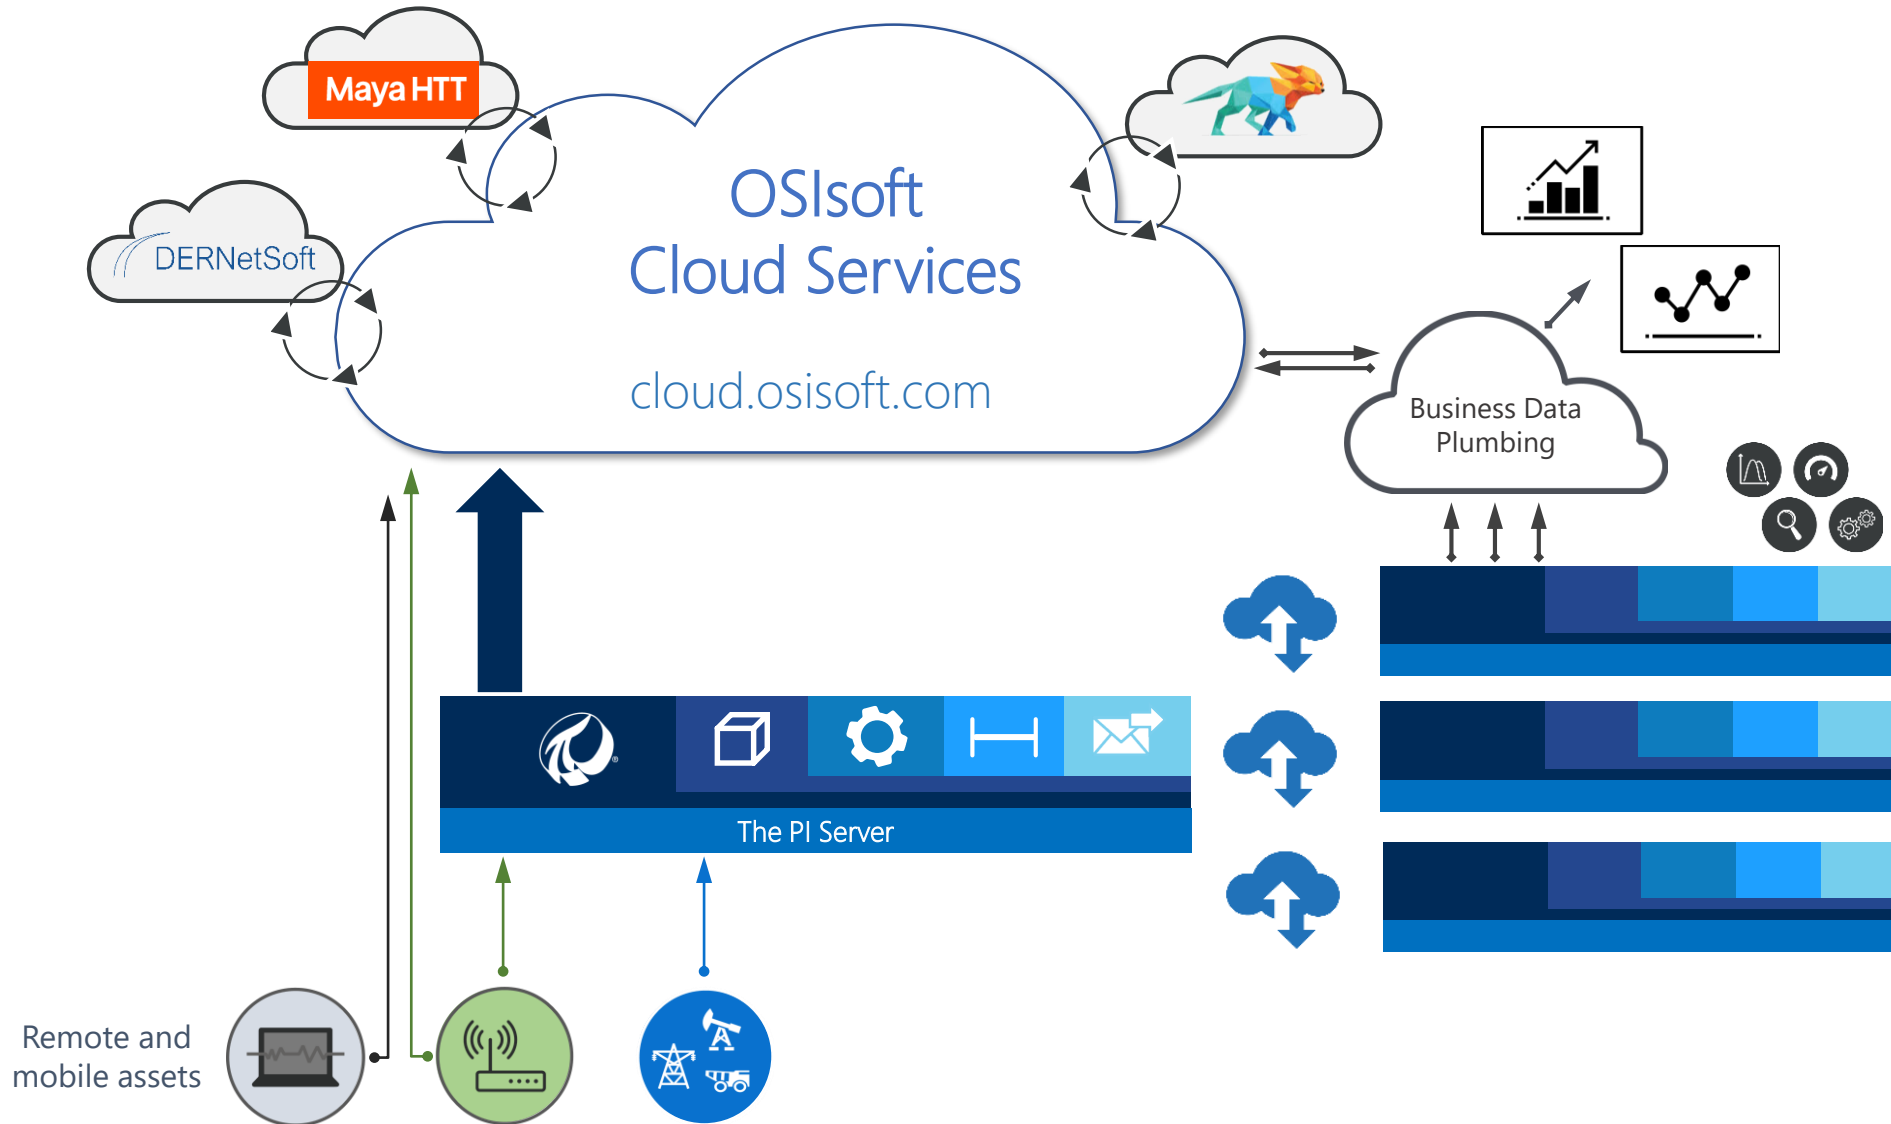 Maya HTT
DERNetSoft
OSIsoft
Cloud Services
cloud.osisoft.com
Business Data
Plumbing
The PI Server
Remote and
mobile assets